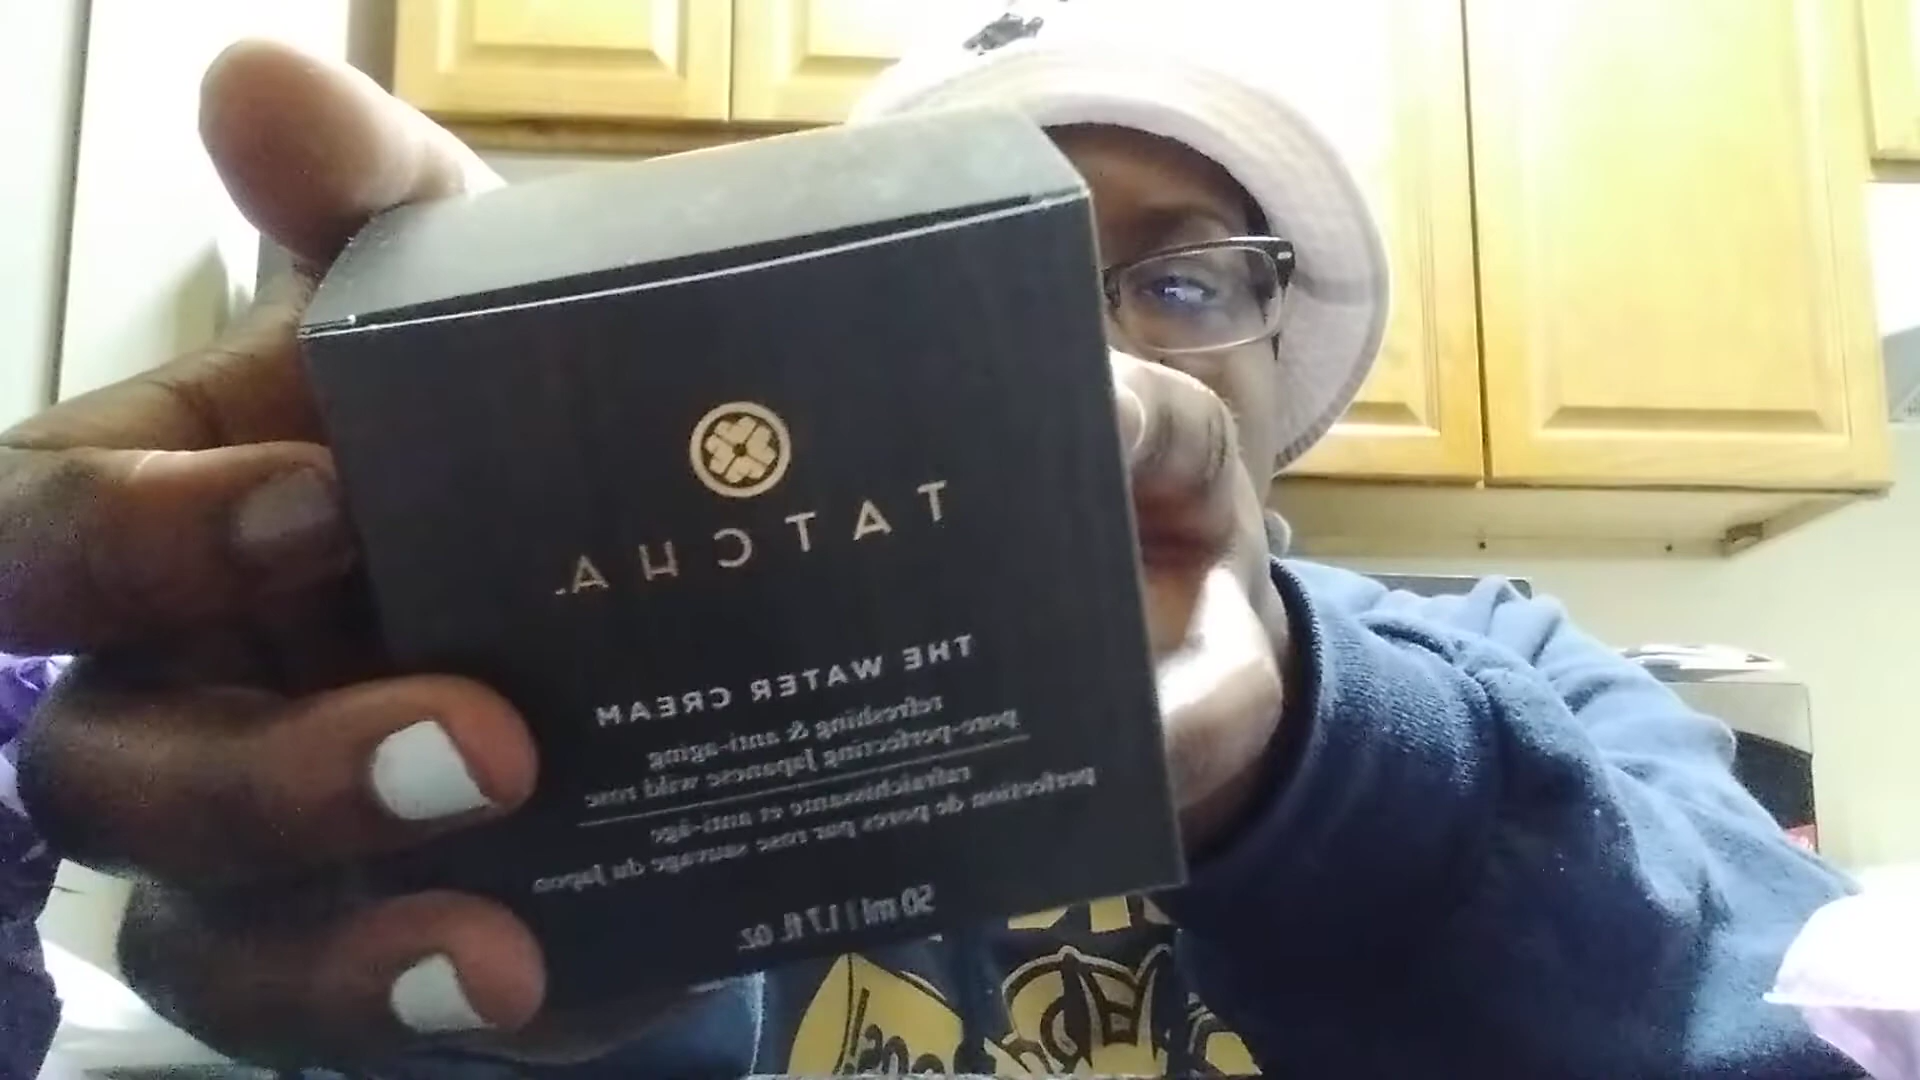 TATCHA
THE WATER CREAM
refreshing & anti-aging
pore-perfecting Japanese wild rose
rafraîchissante et anti-âge
perfection de pores par rose sauvage du Japon
50 ml | 1.7 fl. oz.